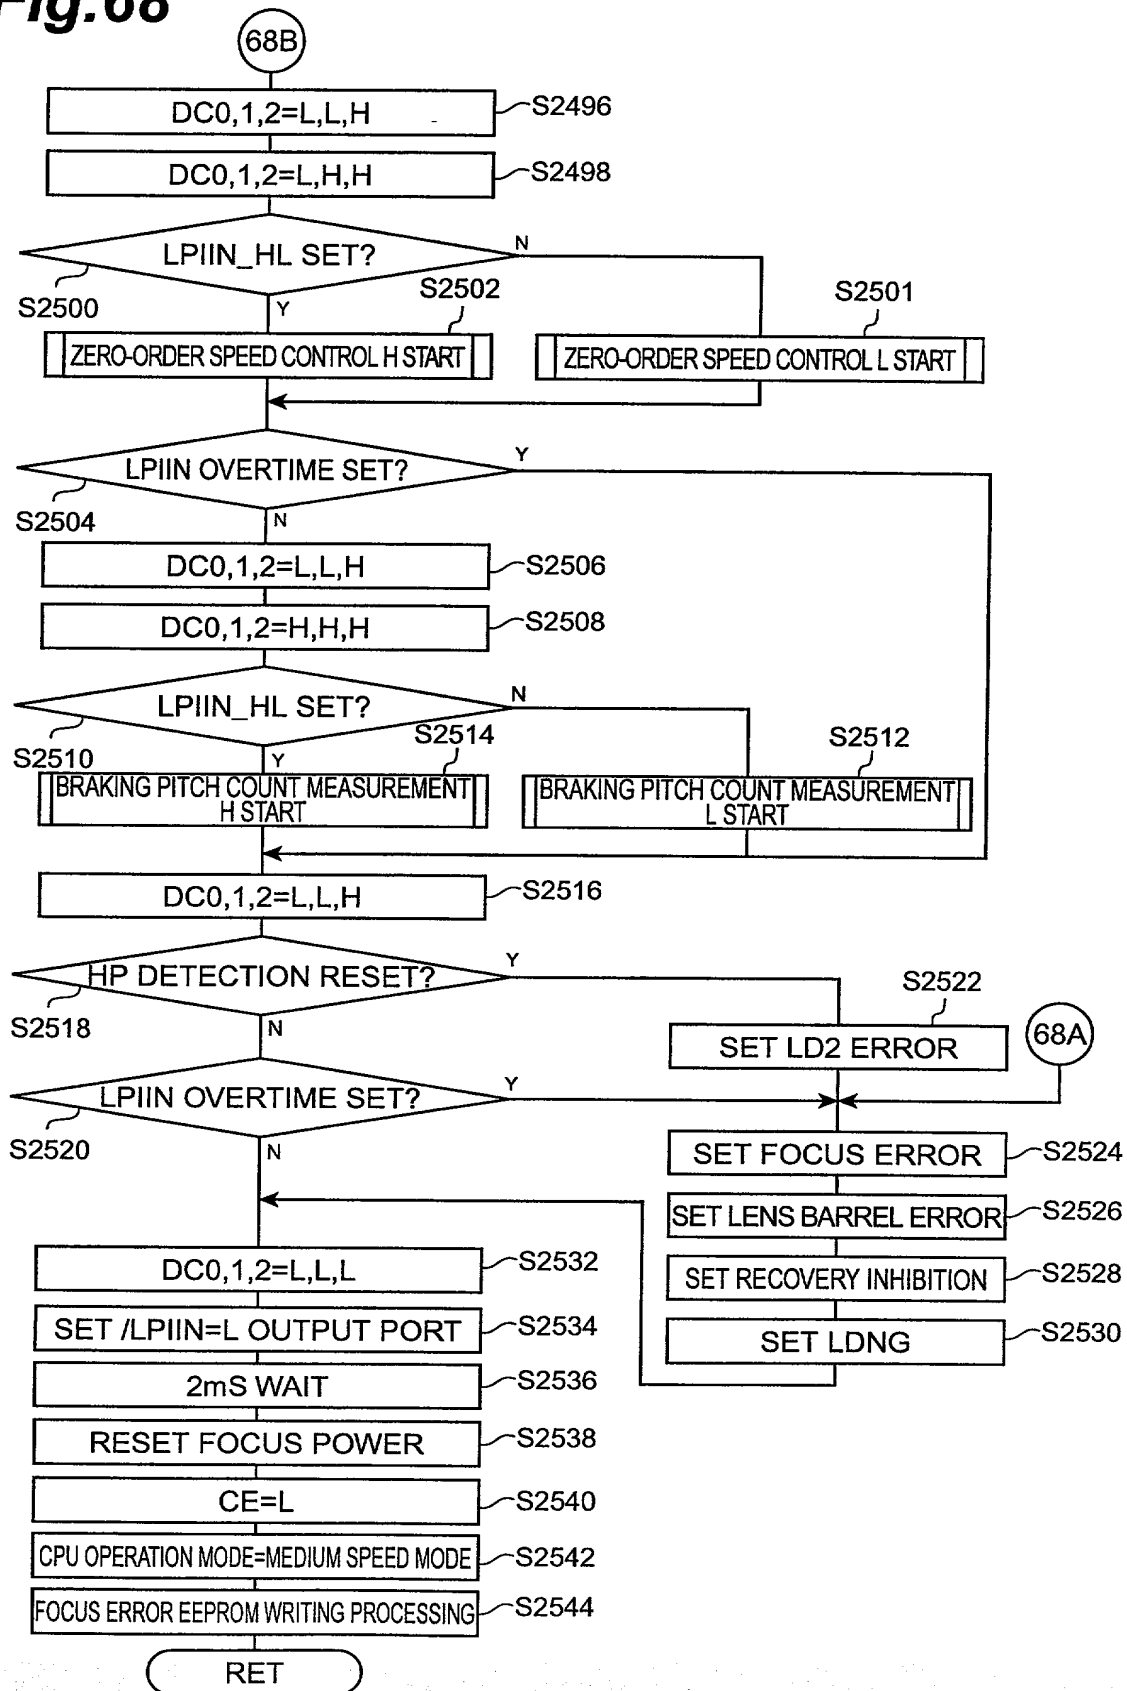 Fig.68
68B
DC0,1,2=L,L,H
S2496
DC0,1,2=L,H,H
S2498
LPIIN_HL SET?
N
S2500
Y
S2502
S2501
ZERO-ORDER SPEED CONTROL H START
ZERO-ORDER SPEED CONTROL L START
LPIIN OVERTIME SET?
Y
S2504
N
DC0,1,2=L,L,H
S2506
DC0,1,2=H,H,H
S2508
LPIIN_HL SET?
N
S2510
Y
S2514
S2512
BRAKING PITCH COUNT MEASUREMENT
H START
BRAKING PITCH COUNT MEASUREMENT
L START
DC0,1,2=L,L,H
S2516
HP DETECTION RESET?
Y
S2518
N
S2522
SET LD2 ERROR
68A
LPIIN OVERTIME SET?
Y
S2520
N
SET FOCUS ERROR
S2524
SET LENS BARREL ERROR
S2526
SET RECOVERY INHIBITION
S2528
SET LDNG
S2530
DC0,1,2=L,L,L
S2532
SET /LPIIN=L OUTPUT PORT
S2534
2mS WAIT
S2536
RESET FOCUS POWER
S2538
CE=L
S2540
CPU OPERATION MODE=MEDIUM SPEED MODE
S2542
FOCUS ERROR EEPROM WRITING PROCESSING
S2544
RET